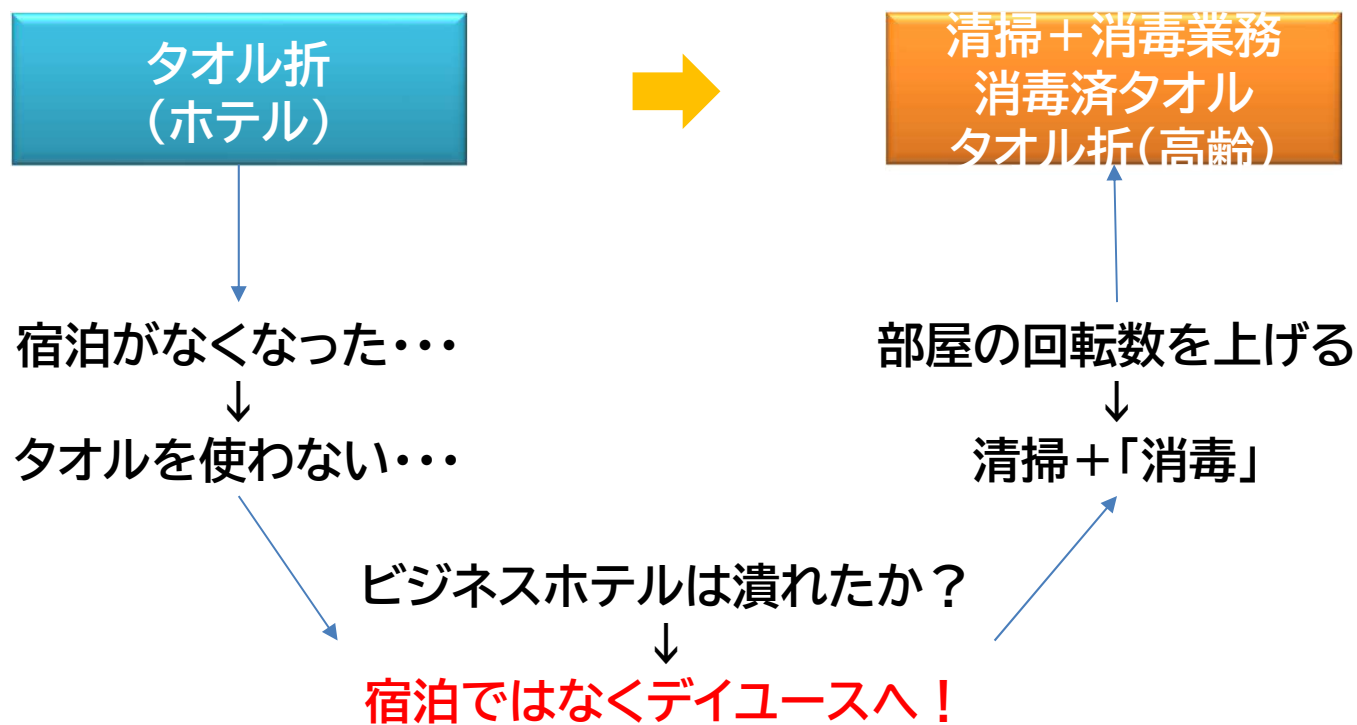 タオル折
（ホテル）
清掃＋消毒業務
消毒済タオル
タオル折（高齢）
宿泊がなくなった・・・
↓
タオルを使わない・・・
ビジネスホテルは潰れたか？
↓
宿泊ではなくデイユースへ！
部屋の回転数を上げる
↓
清掃＋「消毒」